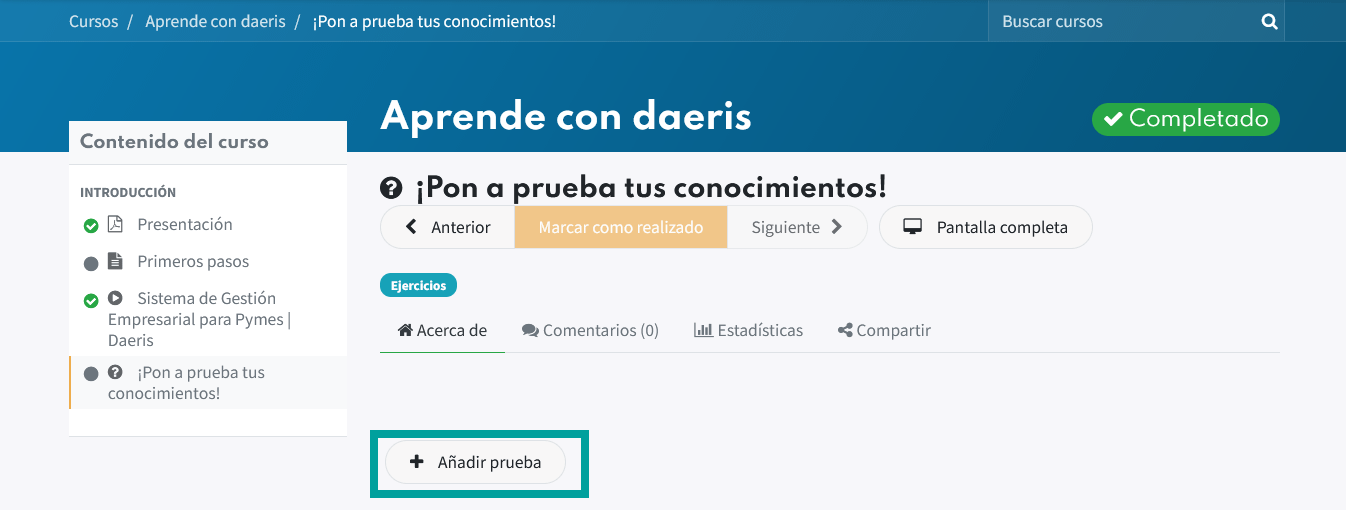 Cursos / Aprende con daeris / ¡Pon a prueba tus conocimientos!
Buscar cursos
Aprende con daeris
Completado
Contenido del curso
INTRODUCCIÓN
Presentación
Primeros pasos
Sistema de Gestión
Empresarial para Pymes |
Daeris
¡Pon a prueba tus
conocimientos!
¡Pon a prueba tus conocimientos!
Anterior
Marcar como realizado
Siguiente
Pantalla completa
Ejercicios
Acerca de
Comentarios (0)
Estadísticas
Compartir
Añadir prueba